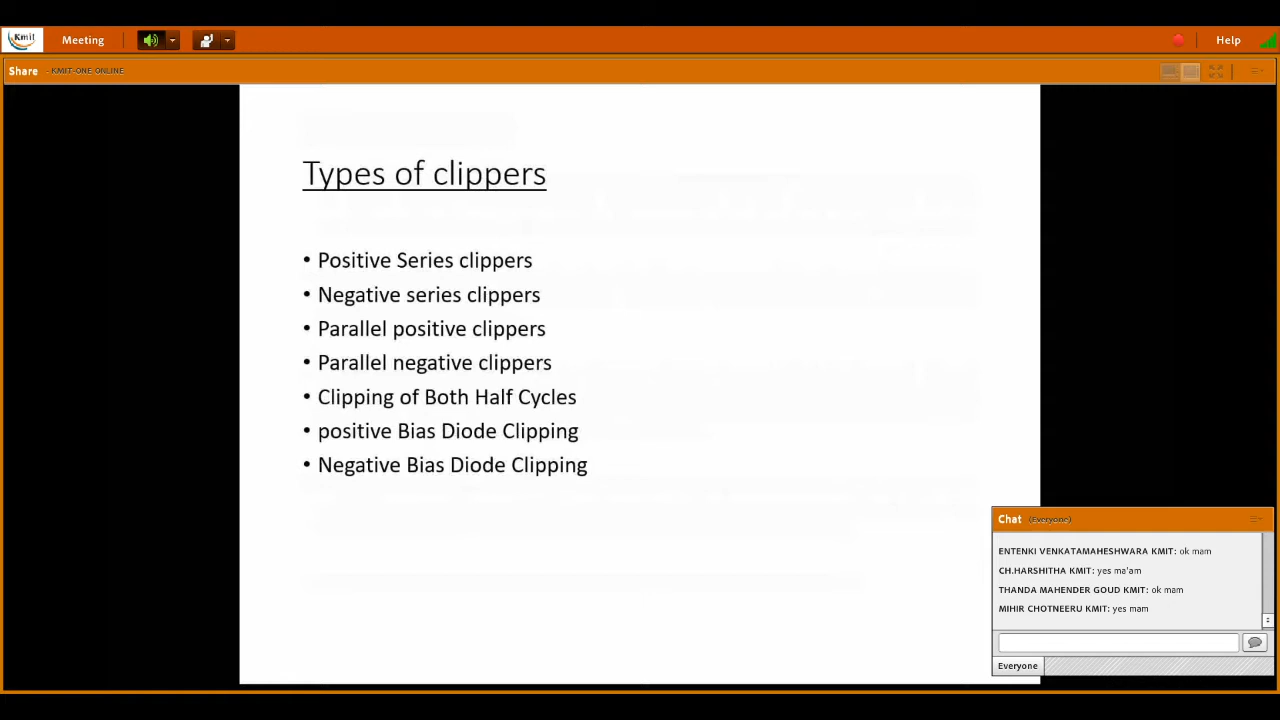 Kmit
Meeting
Help
Share - KMIT-ONE ONLINE
Types of clippers
• Positive Series clippers
• Negative series clippers
• Parallel positive clippers
• Parallel negative clippers
• Clipping of Both Half Cycles
• positive Bias Diode Clipping
• Negative Bias Diode Clipping
Chat (Everyone)
ENTENKI VENKATAMAHESHWARA KMIT: ok mam
CH.HARSHITHA KMIT: yes ma'am
THANDA MAHENDER GOUD KMIT: ok mam
MIHIR CHOTNEERU KMIT: yes mam
Everyone